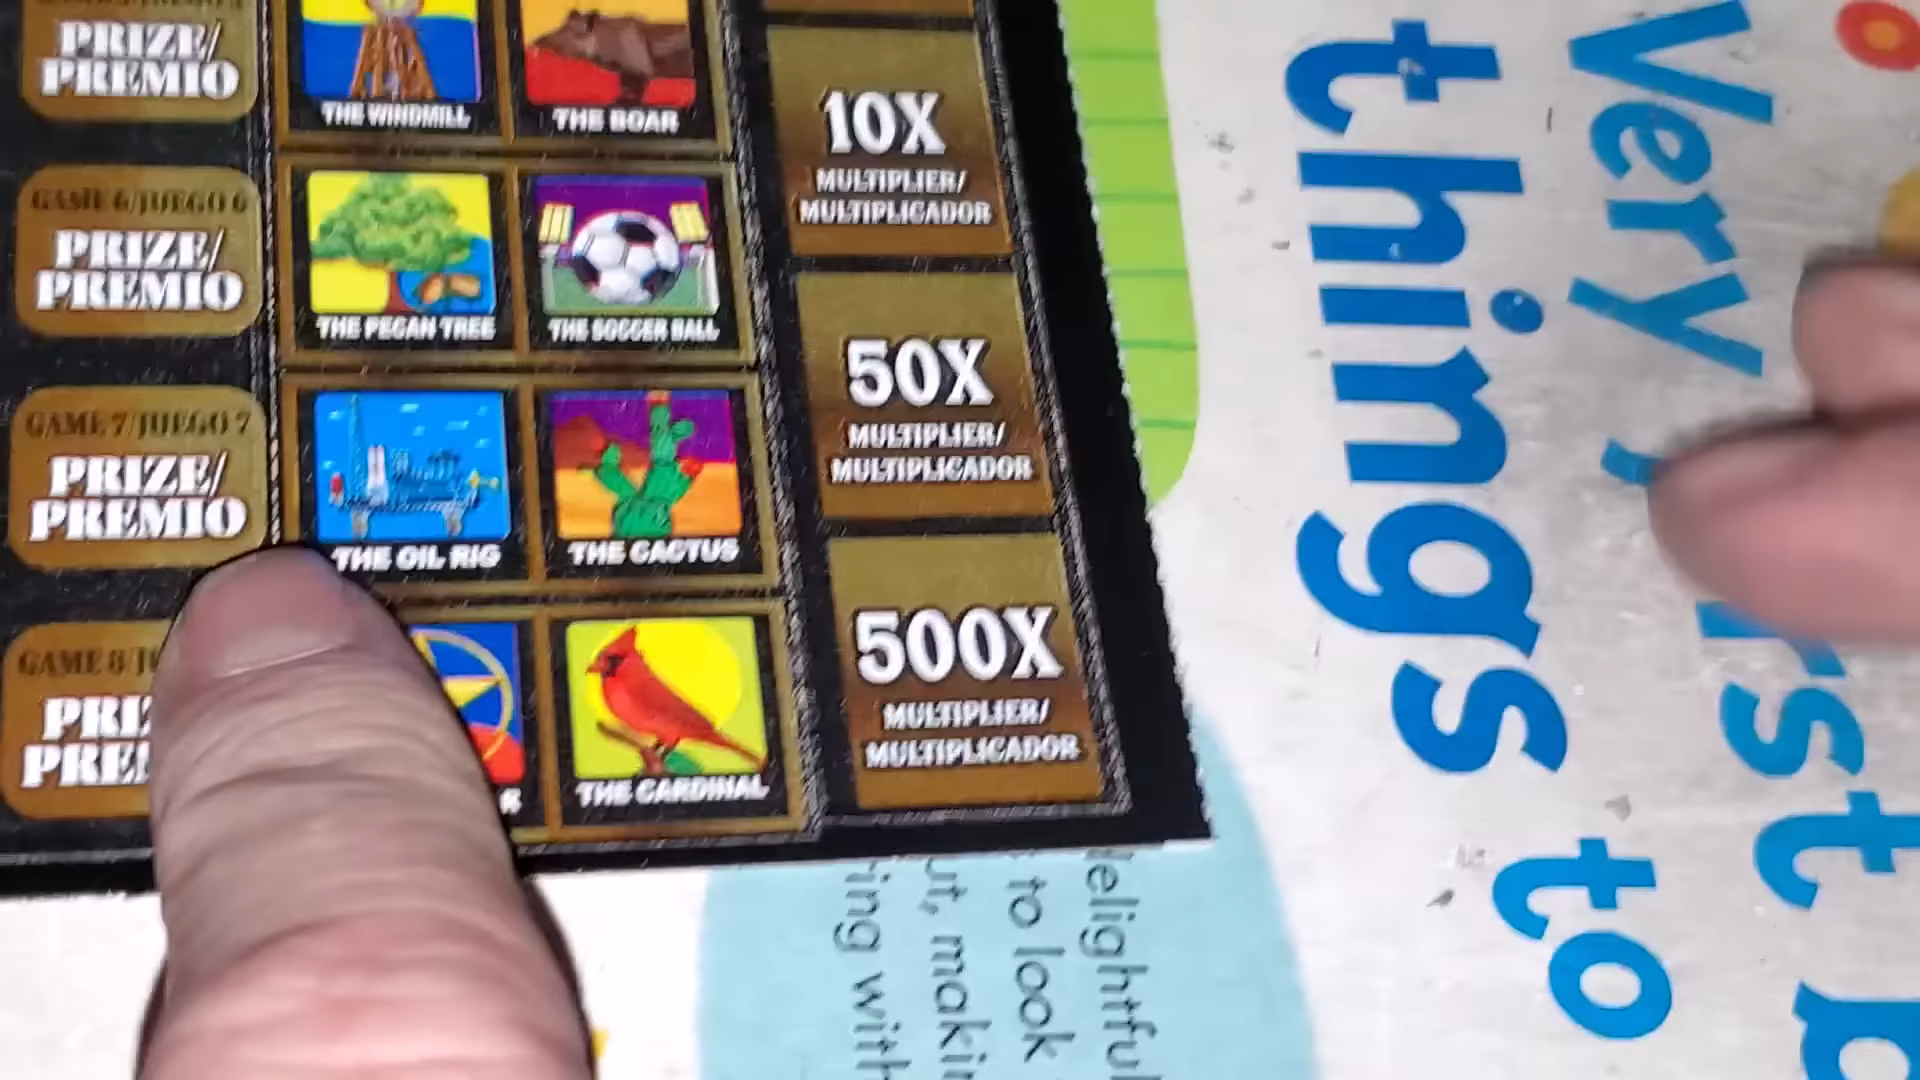 PRIZE/
PREMIO
THE WINDMILL
THE BOAR
10X
MULTIPLIER/
MULTIPLICADOR
GAME 6/JUEGO 6
PRIZE/
PREMIO
THE PECAN TREE
THE SOCCER BALL
50X
MULTIPLIER/
MULTIPLICADOR
GAME 7/JUEGO 7
PRIZE/
PREMIO
THE OIL RIG
THE CACTUS
500X
MULTIPLIER/
MULTIPLICADOR
GAME 8/
THE CARDINAL
Very
things to
to look
with